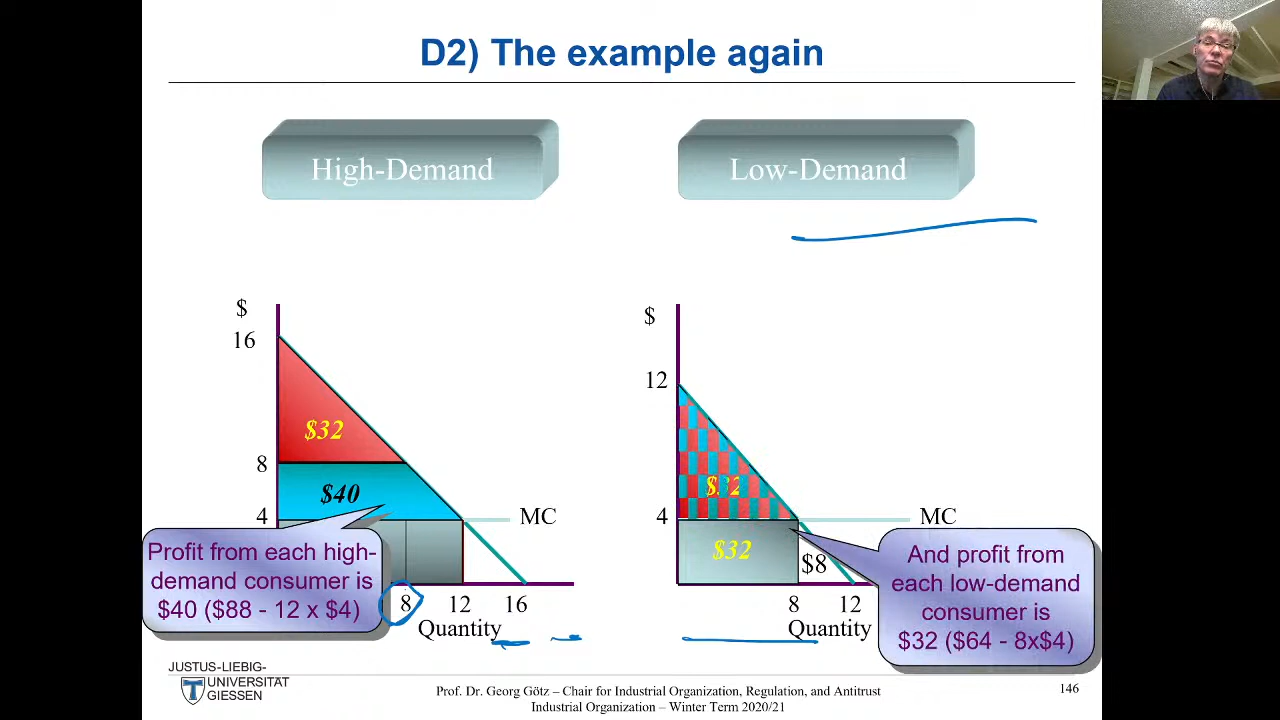 D2) The example again
High-Demand
Low-Demand
$
16
$32
8
$40
4
MC
8
12
16
Quantity
Profit from each high-
demand consumer is
$40 ($88 - 12 x $4)
$
12
$32
4
MC
$32
$8
8
12
Quantity
And profit from
each low-demand
consumer is
$32 ($64 - 8x$4)
JUSTUS-LIEBIG-
UNIVERSITÄT
GIESSEN
Prof. Dr. Georg Götz – Chair for Industrial Organization, Regulation, and Antitrust
Industrial Organization – Winter Term 2020/21
146